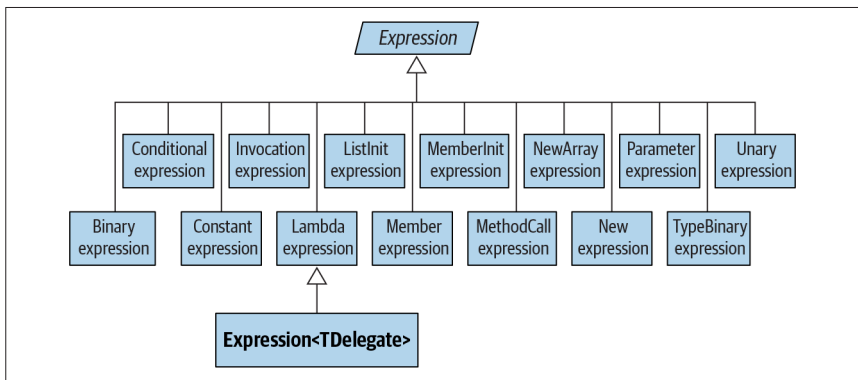 Expression
Conditional
expression
Invocation
expression
ListInit
expression
MemberInit
expression
NewArray
expression
Parameter
expression
Unary
expression
Binary
expression
Constant
expression
Lambda
expression
Member
expression
MethodCall
expression
New
expression
TypeBinary
expression
Expression<TDelegate>